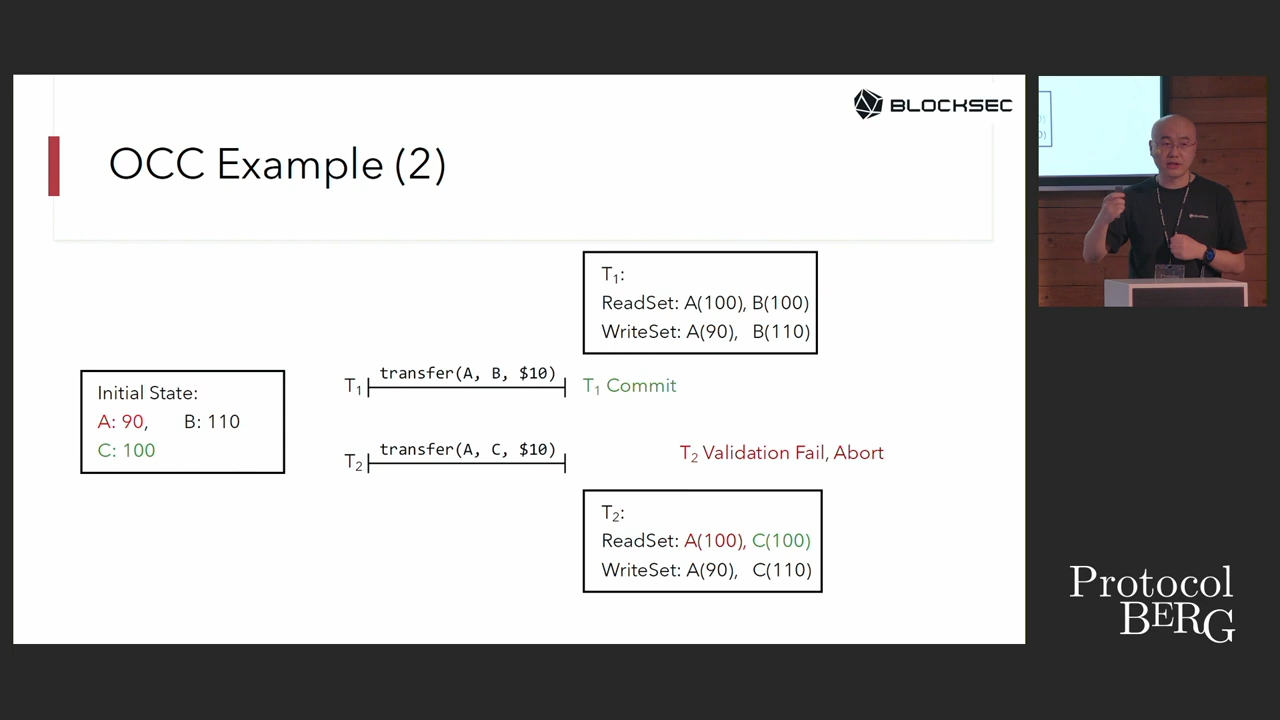 BLOCKSEC
OCC Example (2)
T1:
ReadSet: A(100), B(100)
WriteSet: A(90), B(110)
Initial State:
A: 90, B: 110
C: 100
T1 transfer(A, B, $10) T1 Commit
T2 transfer(A, C, $10) T2 Validation Fail, Abort
T2:
ReadSet: A(100), C(100)
WriteSet: A(90), C(110)
Protocol
BERG